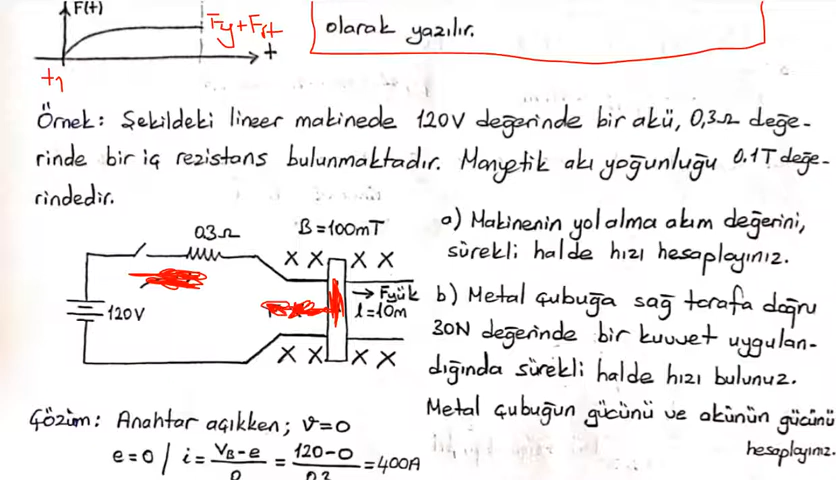 F(t)
Fy+Fst
olarak yazılır.
t
t1
Örnek: Şekildeki lineer makinede 120V değerinde bir akü, 0,3Ω değe-
rinde bir iç rezistans bulunmaktadır. Manyetik akı yoğunluğu 0.1T değe-
rindedir.
0.3Ω
B=100mT
X X X X
Fyük
l=10m
120V
X X X X
a) Makinenin yol alma akım değerini,
sürekli halde hızı hesaplayınız.
b) Metal çubuğa sağ tarafa doğru
30N değerinde bir kuvvet uygulan-
dığında sürekli halde hızı bulunuz.
Metal çubuğun gücünü ve akünün gücünü
hesaplayınız.
Çözüm: Anahtar açıkken; v=0
e=0 / i= VB-e / R = 120-0 / 0.3 =400A